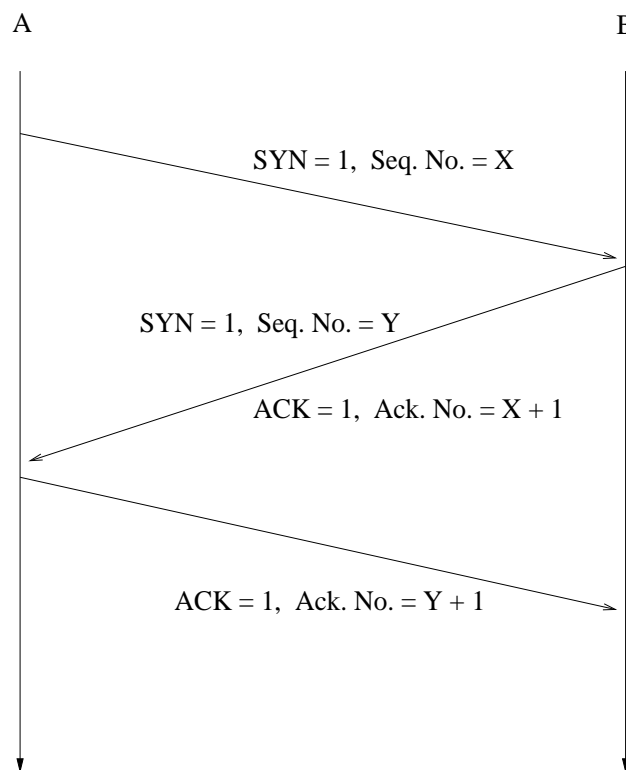 A
B
SYN = 1, Seq. No. = X
SYN = 1, Seq. No. = Y
ACK = 1, Ack. No. = X + 1
ACK = 1, Ack. No. = Y + 1